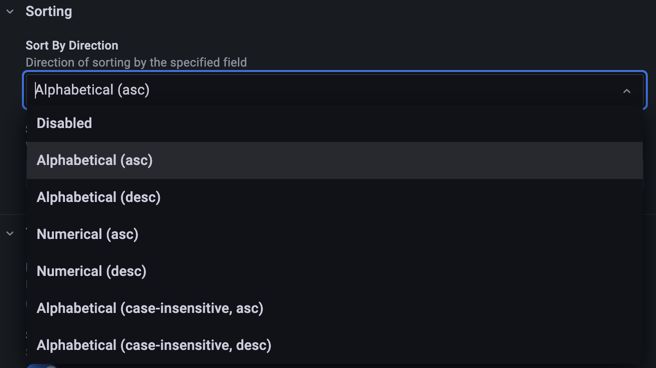 Sorting
Sort By Direction
Direction of sorting by the specified field
Alphabetical (asc)
Disabled
Alphabetical (asc)
Alphabetical (desc)
Numerical (asc)
Numerical (desc)
Alphabetical (case-insensitive, asc)
Alphabetical (case-insensitive, desc)